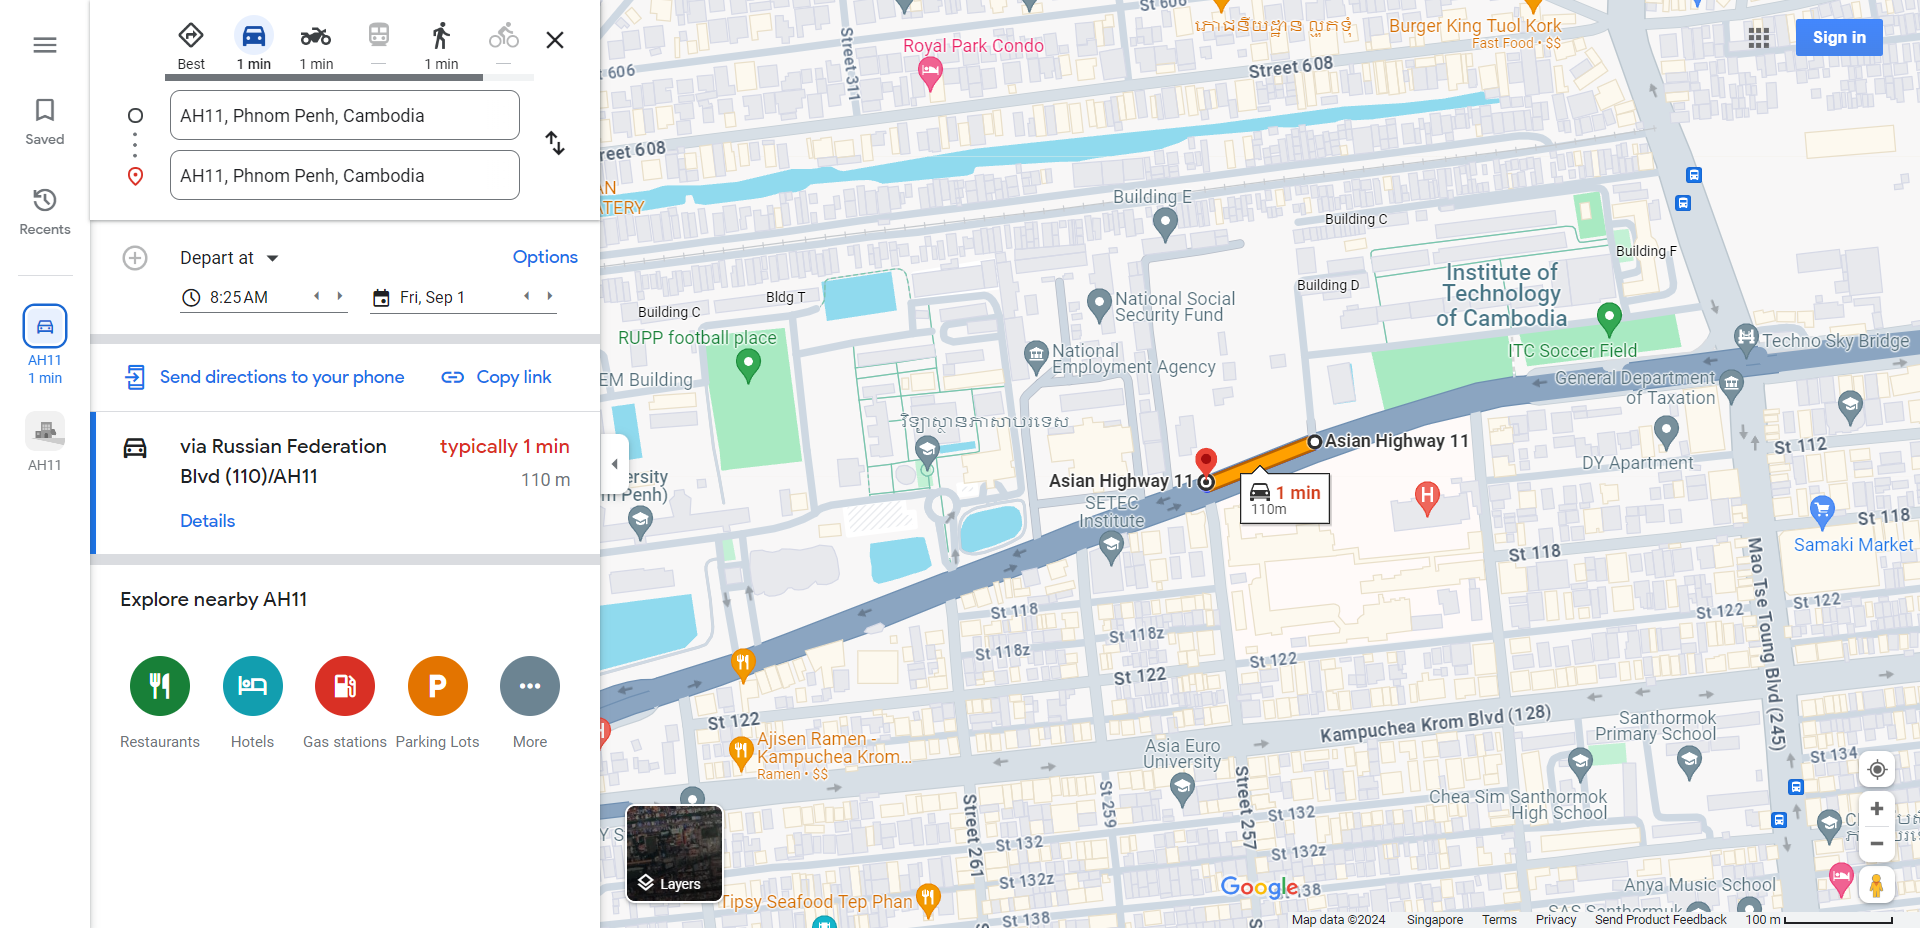 Saved
Recents
AH11
1 min
AH11
Best
1 min
1 min
—
1 min
—
AH11, Phnom Penh, Cambodia
AH11, Phnom Penh, Cambodia
Depart at
Options
8:25 AM
Fri, Sep 1
Send directions to your phone
Copy link
via Russian Federation
Blvd (110)/AH11
typically 1 min
110 m
Details
Explore nearby AH11
Restaurants
Hotels
Gas stations
Parking Lots
More
St 606
ភោជនីយដ្ឋាន ល្អតទុំ
Burger King Tuol Kork
Fast Food • $$
Sign in
Royal Park Condo
Street 311
Street 608
606
reet 608
AN
TERY
Building E
Building C
Building F
Institute of
Technology
of Cambodia
Building D
Bldg T
Building C
National Social
Security Fund
RUPP football place
National
Employment Agency
EM Building
ITC Soccer Field
Techno Sky Bridge
General Department
of Taxation
វិទ្យាស្ថានភាសាបរទេស
Asian Highway 11
Asian Highway 11
1 min
110m
SETEC
Institute
ersity
n Penh)
DY Apartment
St 112
St 118
Samaki Market
St 118
St 118
St 118z
St 118z
St 122
St 122
St 122
St 122
St 122
Mao Tse Toung Blvd (245)
Kampuchea Krom Blvd (128)
Ajisen Ramen -
Kampuchea Krom...
Ramen • $$
Asia Euro
University
Santhormok
Primary School
St 134
Chea Sim Santhormok
High School
Street 261
St 259
Street 257
St 132
St 132
St 132z
St 132z
St 138
38
Y S
Layers
Tipsy Seafood Tep Phan
Anya Music School
SAS Santhormuk
Google
Map data ©2024
Singapore
Terms
Privacy
Send Product Feedback
100 m